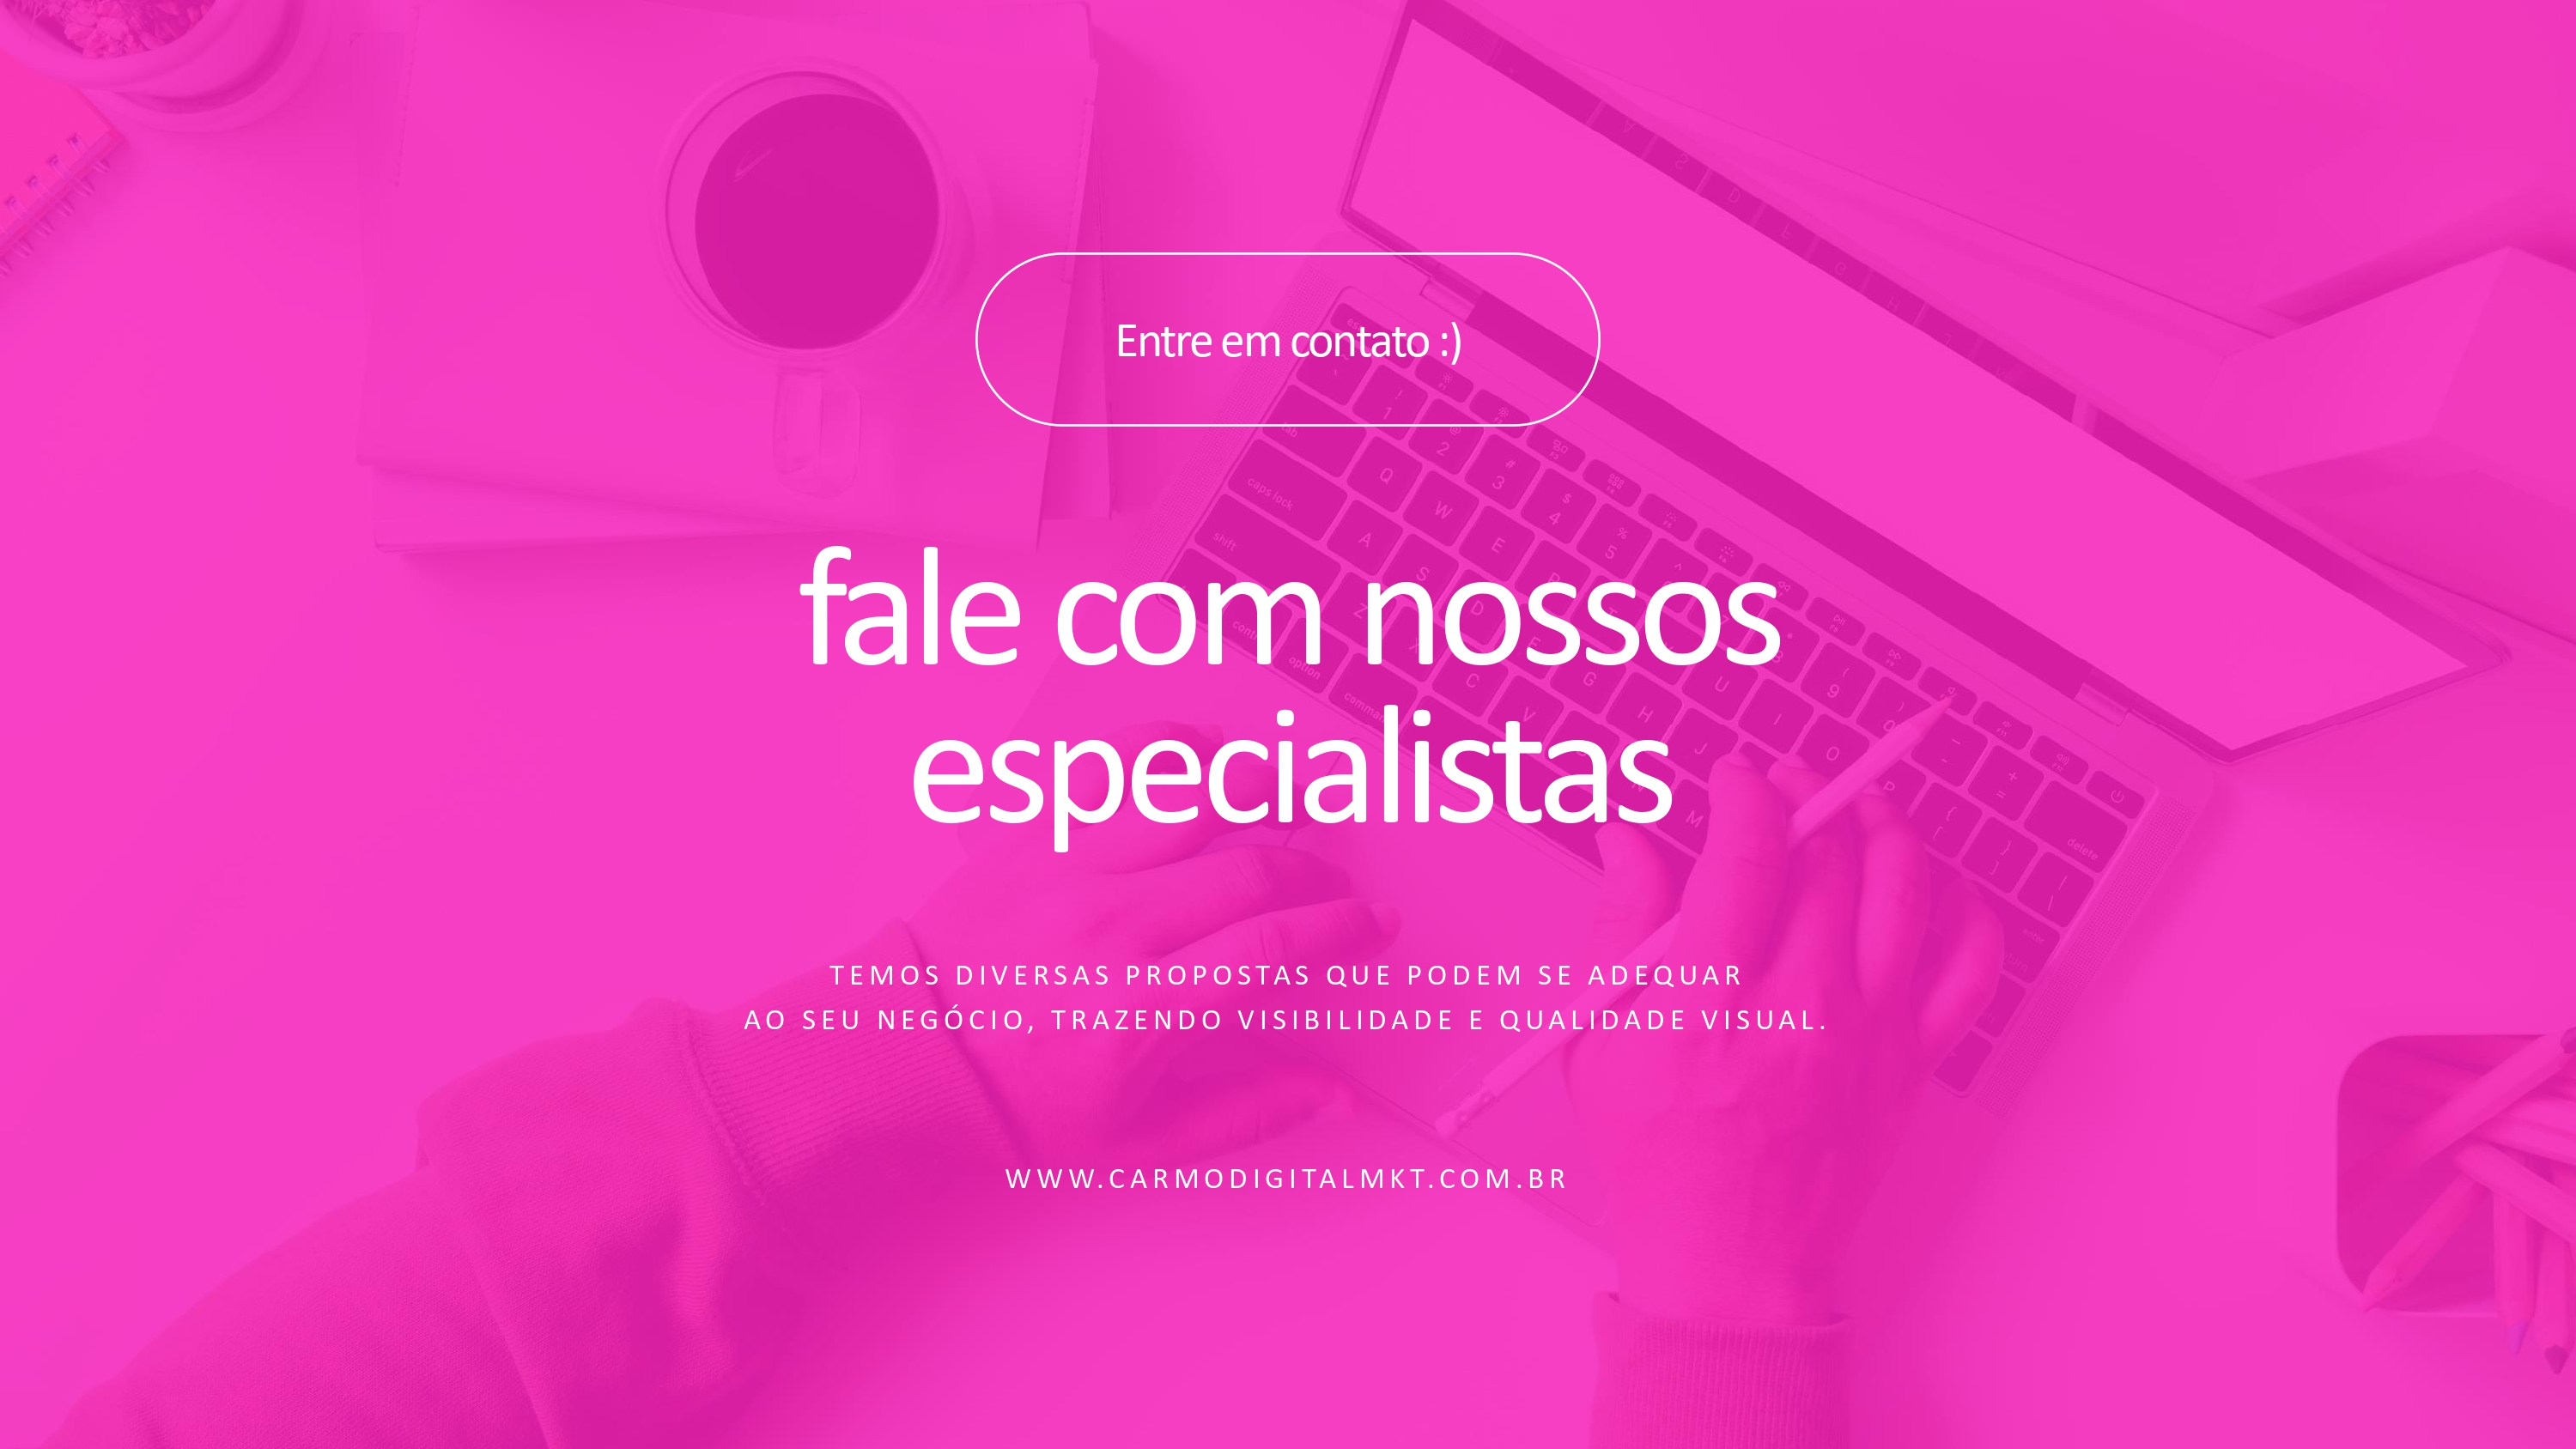 Entre em contato :)
fale com nossos
especialistas
TEMOS DIVERSAS PROPOSTAS QUE PODEM SE ADEQUAR
AO SEU NEGÓCIO, TRAZENDO VISIBILIDADE E QUALIDADE VISUAL.
WWW.CARMODIGITALMKT.COM.BR